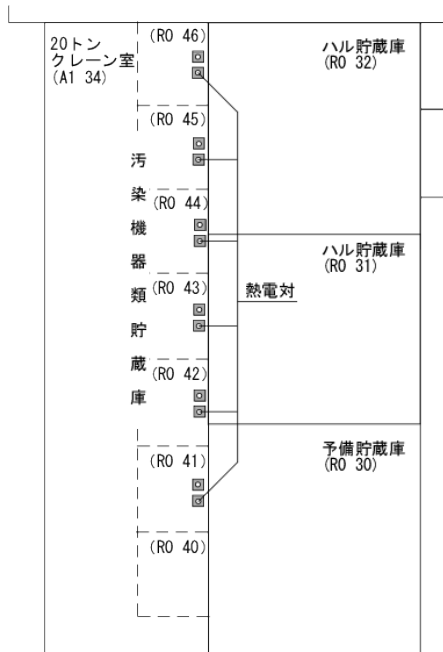 20トン
クレーン室
(A1 34)
(R0 46)
(R0 45)
(R0 44)
(R0 43)
(R0 42)
(R0 41)
(R0 40)
汚染機器類貯蔵庫
熱電対
ハル貯蔵庫
(R0 32)
ハル貯蔵庫
(R0 31)
予備貯蔵庫
(R0 30)